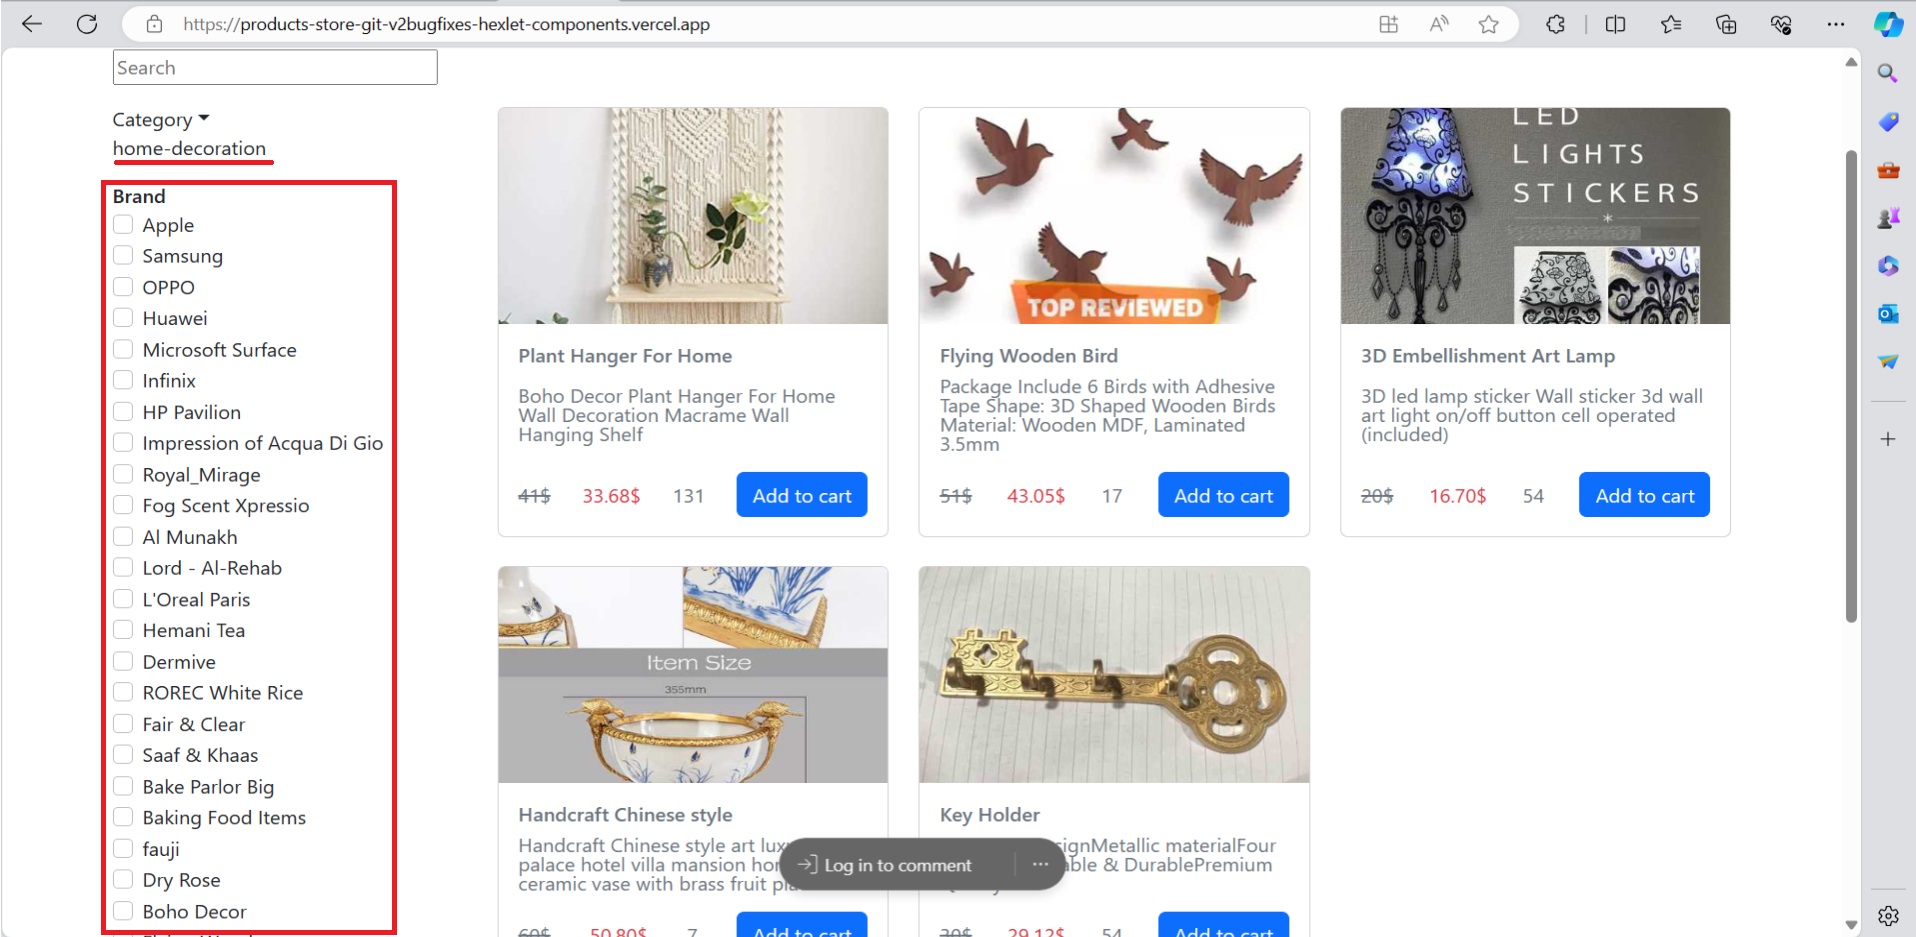 https://products-store-git-v2bugfixes-hexlet-components.vercel.app
Search
Category
home-decoration
Brand
Apple
Samsung
OPPO
Huawei
Microsoft Surface
Infinix
HP Pavilion
Impression of Acqua Di Gio
Royal_Mirage
Fog Scent Xpressio
Al Munakh
Lord - Al-Rehab
L'Oreal Paris
Hemani Tea
Dermive
ROREC White Rice
Fair & Clear
Saaf & Khaas
Bake Parlor Big
Baking Food Items
fauji
Dry Rose
Boho Decor
Plant Hanger For Home
Boho Decor Plant Hanger For Home
Wall Decoration Macrame Wall
Hanging Shelf
41$ 33.68$ 131 Add to cart
TOP REVIEWED
Flying Wooden Bird
Package Include 6 Birds with Adhesive
Tape Shape: 3D Shaped Wooden Birds
Material: Wooden MDF, Laminated
3.5mm
51$ 43.05$ 17 Add to cart
LED
LIGHTS
STICKERS
3D Embellishment Art Lamp
3D led lamp sticker Wall sticker 3d wall
art light on/off button cell operated
(included)
20$ 16.70$ 54 Add to cart
Item Size
355mm
Handcraft Chinese style
Handcraft Chinese style art
palace hotel villa mansion
ceramic vase with brass fruit
60$ 50.80$ 7 Add to cart
Key Holder
materialFour
& DurablePremium
30$ 29.12$ 54 Add to cart
Log in to comment